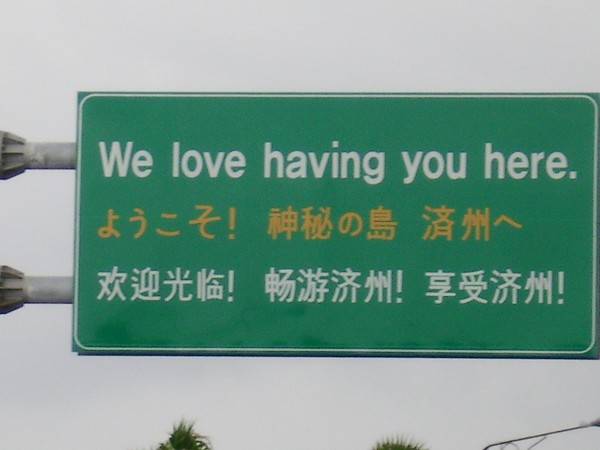 We love having you here.
ようこそ! 神秘の島 済州へ
欢迎光临! 畅游济州! 享受济州!